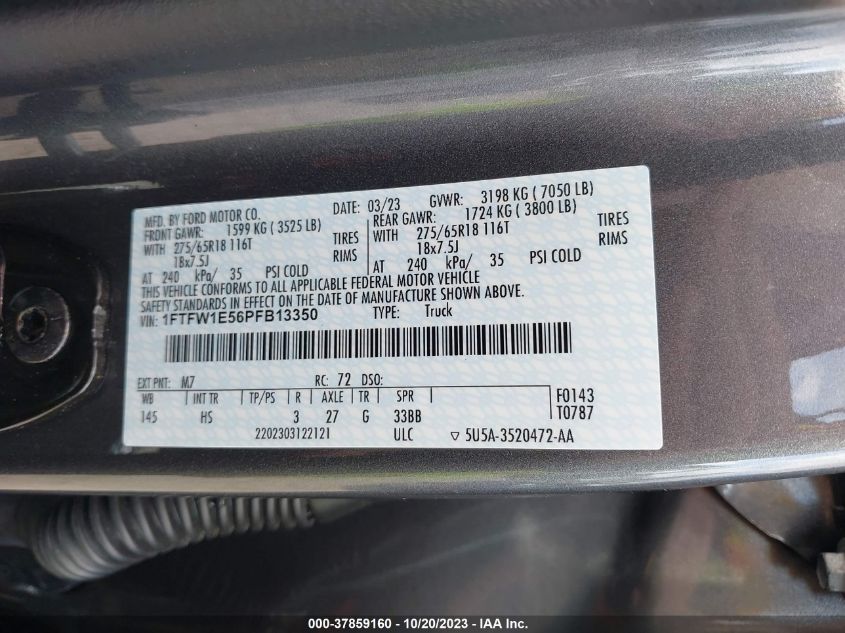 MFD. BY FORD MOTOR CO. DATE: 03/23 GVWR: 3198 KG ( 7050 LB)
FRONT GAWR: 1599 KG ( 3525 LB) REAR GAWR: 1724 KG ( 3800 LB)
WITH 275/65R18 116T TIRES WITH 275/65R18 116T TIRES
18x7.5J RIMS 18x7.5J RIMS
AT 240 kPa/ 35 PSI COLD AT 240 kPa/ 35 PSI COLD
THIS VEHICLE CONFORMS TO ALL APPLICABLE FEDERAL MOTOR VEHICLE
SAFETY STANDARDS IN EFFECT ON THE DATE OF MANUFACTURE SHOWN ABOVE.
VIN: 1FTFW1E56PFB13350 TYPE: Truck
EXT PNT: M7 RC: 72 DSO:
WB INT TR TP/PS R AXLE TR SPR F0143
145 HS 3 27 G 33BB T0787
2202303122121 ULC ▽ 5U5A-3520472-AA
000-37859160 - 10/20/2023 - IAA Inc.